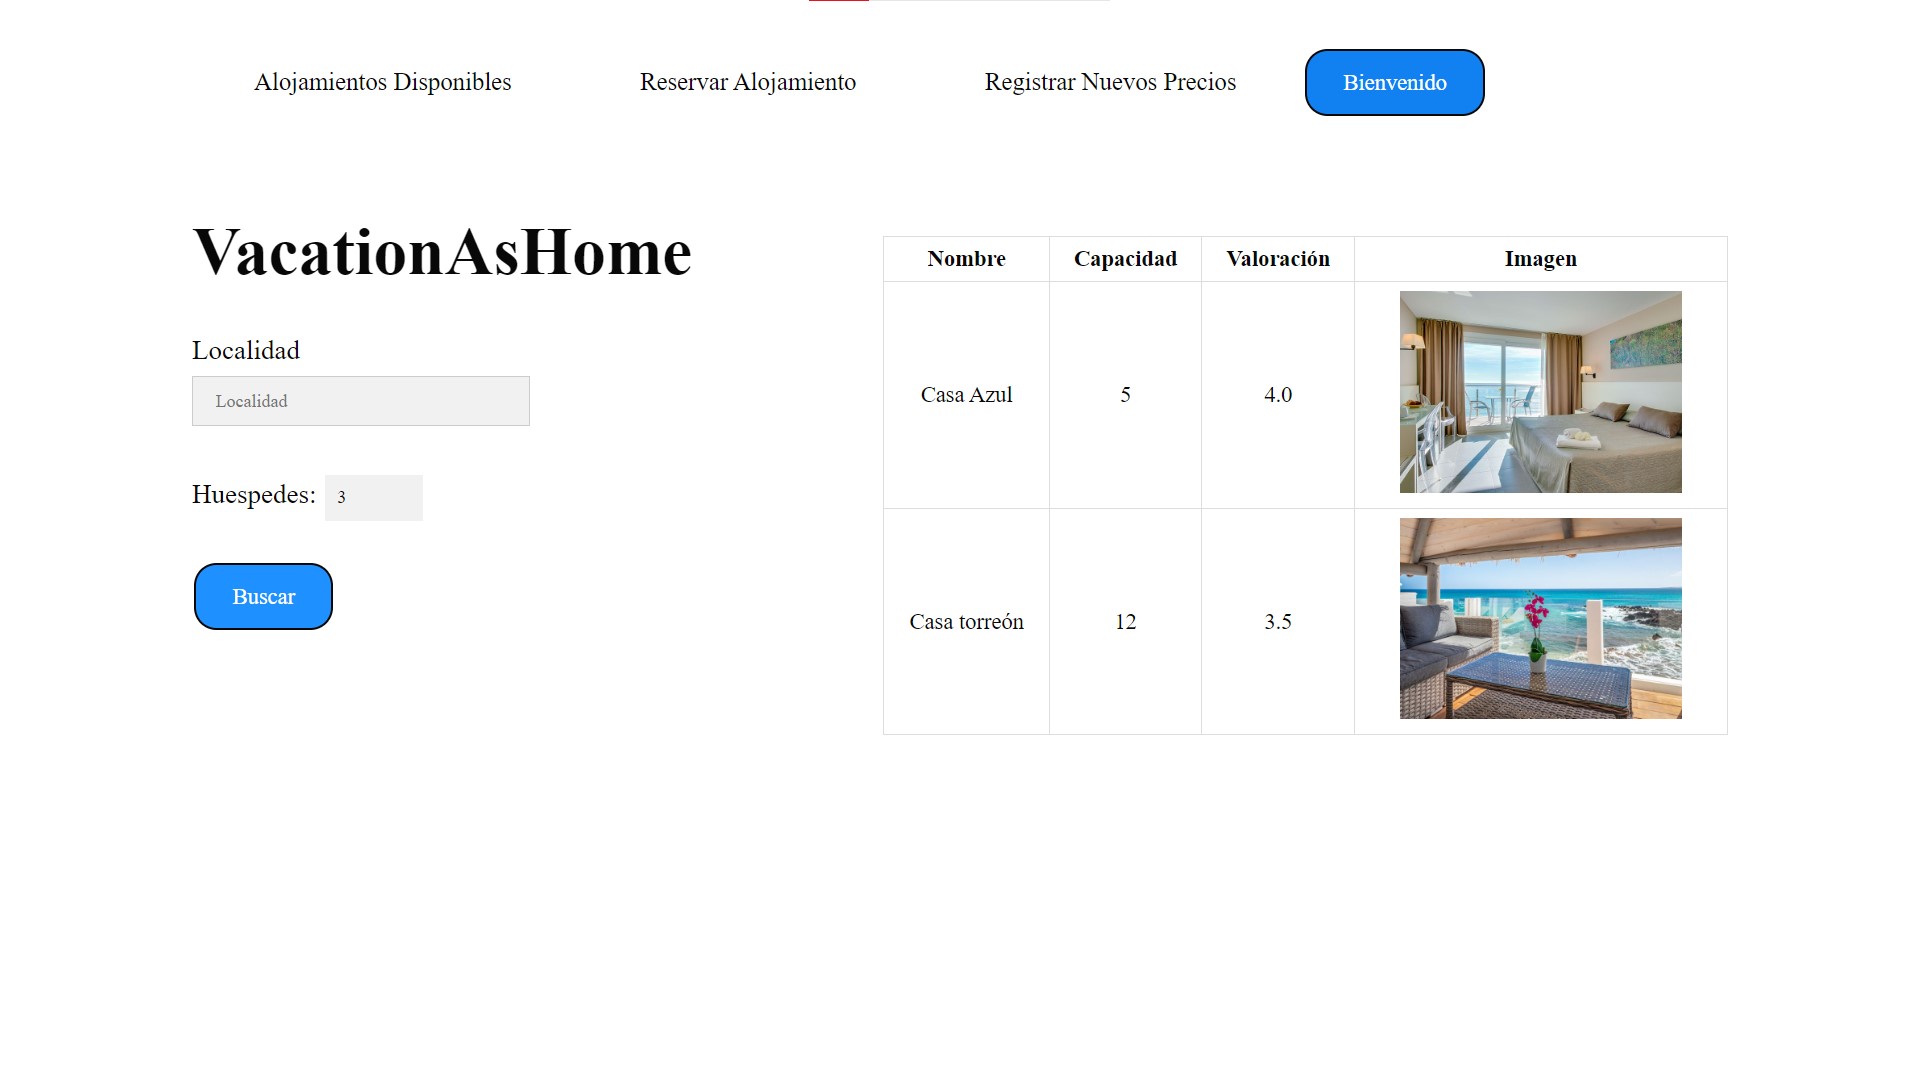 Alojamientos Disponibles
Reservar Alojamiento
Registrar Nuevos Precios
Bienvenido
VacationAsHome
Localidad
Localidad
Huespedes: 3
Buscar
Nombre Capacidad Valoración Imagen
Casa Azul 5 4.0
Casa torreón 12 3.5